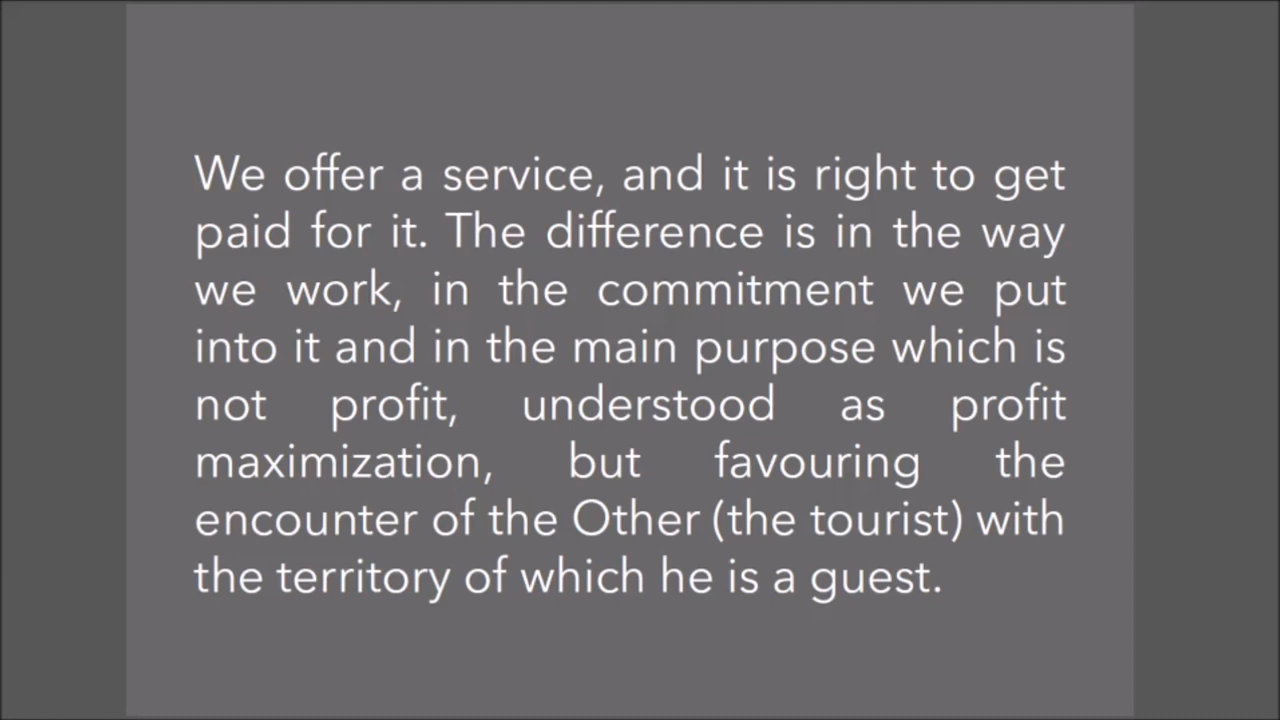 We offer a service, and it is right to get
paid for it. The difference is in the way
we work, in the commitment we put
into it and in the main purpose which is
not profit, understood as profit
maximization, but favouring the
encounter of the Other (the tourist) with
the territory of which he is a guest.